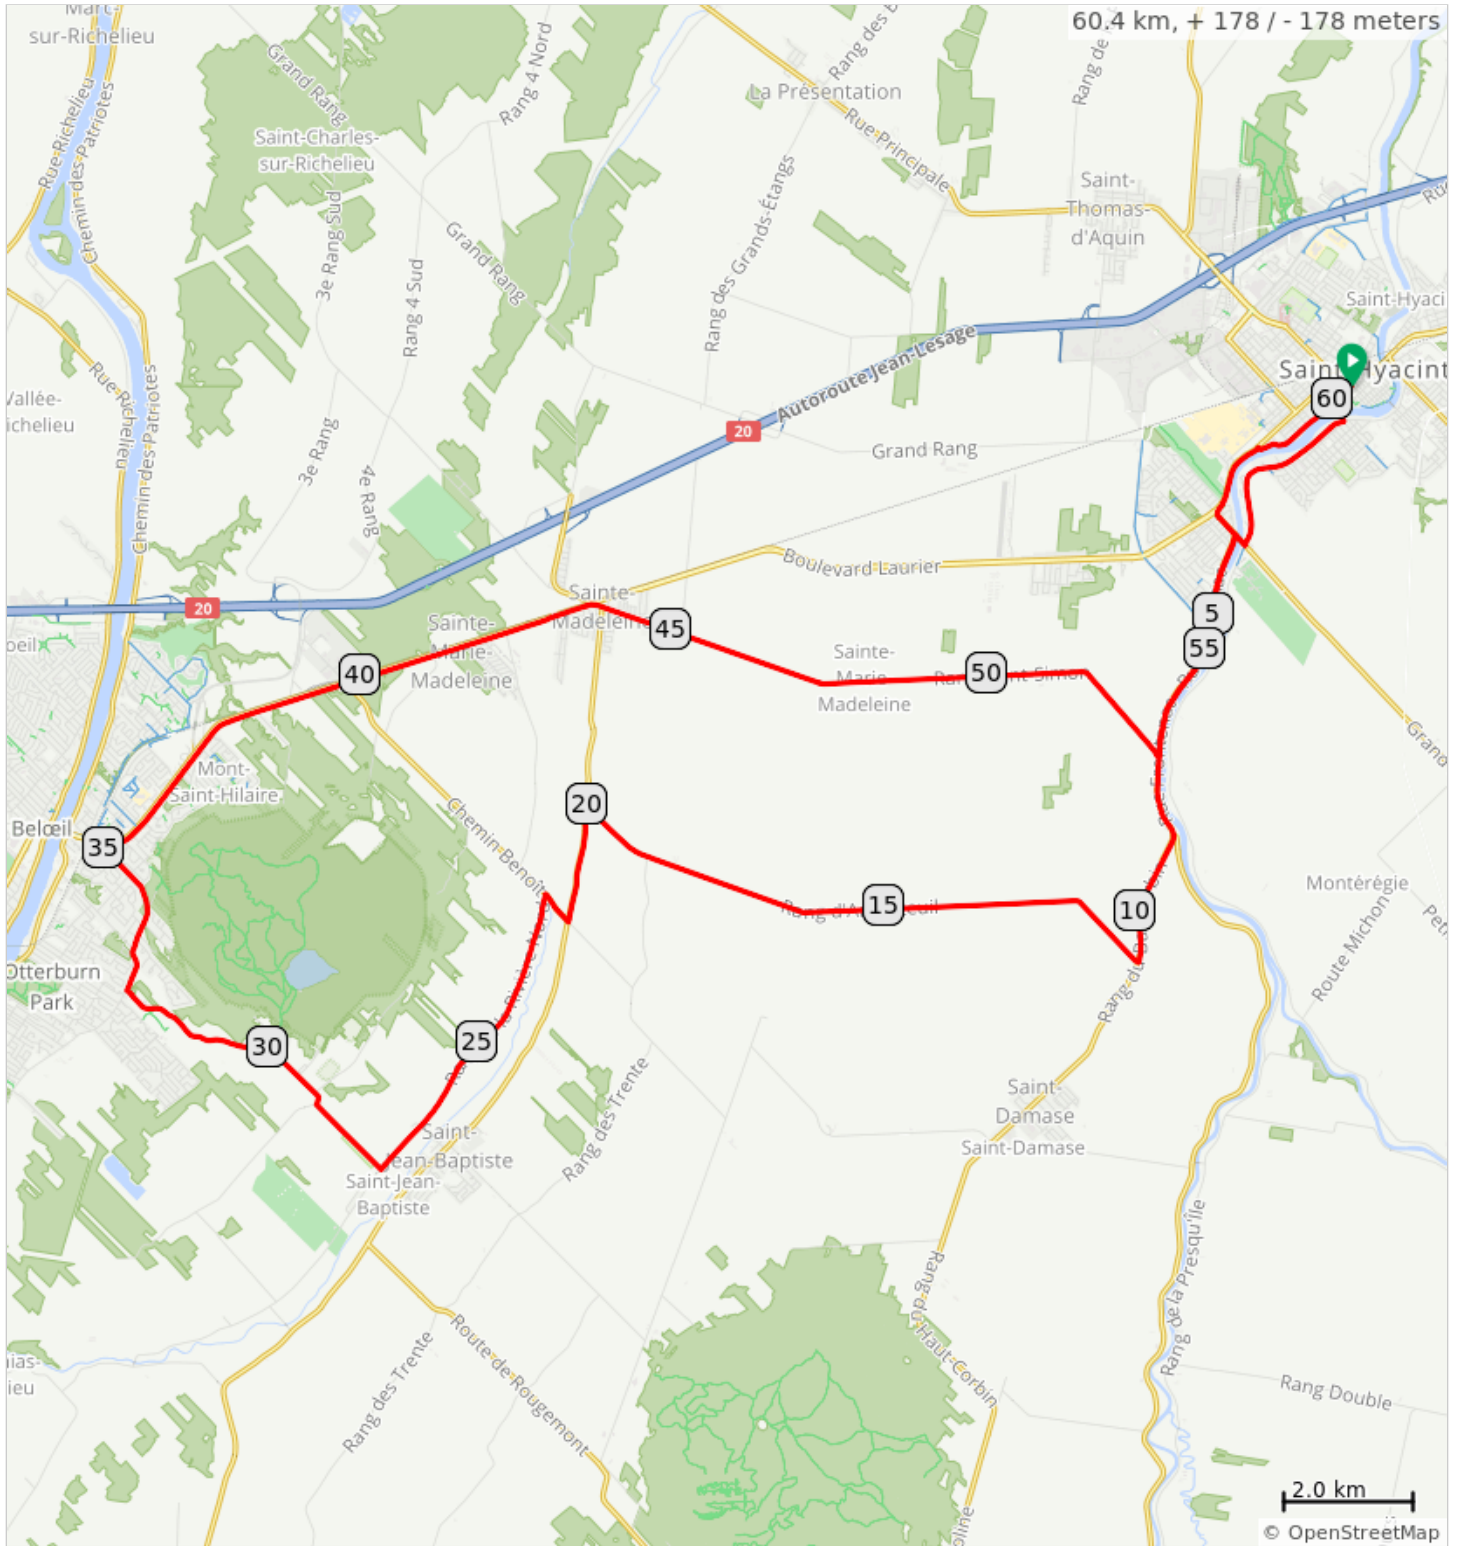 60.4 km, + 178 / - 178 meters
sur-Richelieu
Grand Rang
Rang 4 Nord
Rue Richelieu
Chemin-des-Patriotes
La Présentation
Rue Principale
Saint-Charles-
sur-Richelieu
Saint-
Thomas-
d'Aquin
Rang des Grands-Étangs
3e Rang Sud
Rang 4 Sud
Grand Rang
Saint-Hyaci
Autoroute Jean-Lesage
20
Grand Rang
60
Rue Richelieu
Chemin-des-Patriotes
3e Rang
4e Rang
Boulevard Laurier
20
Sainte-
Madeleine
Sainte-
Marie-
Madeleine
45
5
55
40
Sainte-
Marie-
Madeleine
50
Mont-
Saint-Hilaire
Belœil
35
20
Chemin Benoît
15
10
Montérégie
Route Michon
Otterburn
Park
30
25
Rang des Trente
Saint-
Damase
Saint-Damase
Saint-
Jean-Baptiste
Saint-Jean-
Baptiste
Rang de la Presqu'île
Rang du Haut-Corbin
Route de Rougemont
Rang des Trente
Rang Double
2.0 km
© OpenStreetMap